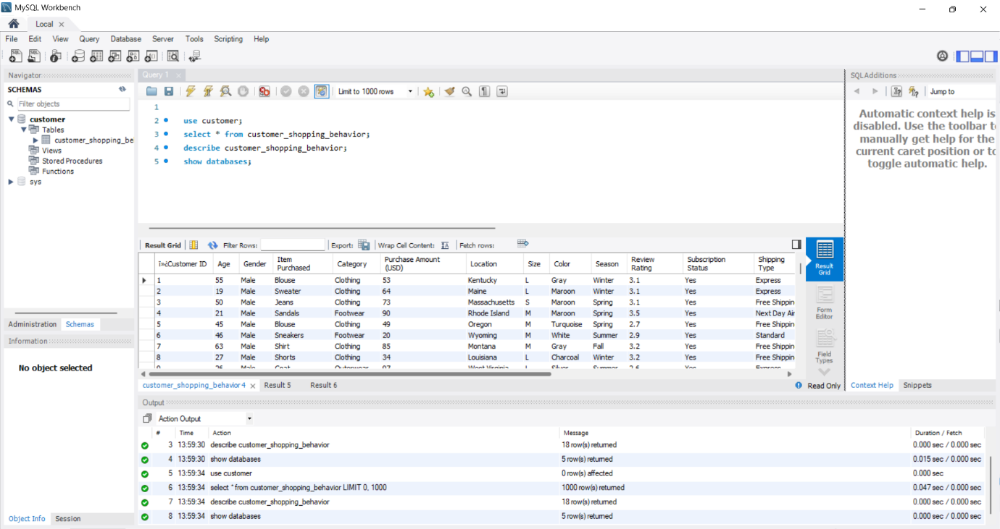 MySQL Workbench
Local
File Edit View Query Database Server Tools Scripting Help
Navigator
SCHEMAS
Filter objects
customer
Tables
customer_shopping_be
Views
Stored Procedures
Functions
sys
Administration Schemas
Information
No object selected
Object Info Session
Query 1
Limit to 1000 rows
1
2 use customer;
3 select * from customer_shopping_behavior;
4 describe customer_shopping_behavior;
5 show databases;
Result Grid Filter Rows: Export: Wrap Cell Content: Fetch rows:
Customer ID Age Gender Item Purchased Category Purchase Amount (USD) Location Size Color Season Review Rating Subscription Status Shipping Type
1 55 Male Blouse Clothing 53 Kentucky L Gray Winter 3.1 Yes Express
2 19 Male Sweater Clothing 64 Maine L Maroon Winter 3.1 Yes Express
3 50 Male Jeans Clothing 73 Massachusetts S Maroon Spring 3.1 Yes Free Shippin
4 21 Male Sandals Footwear 90 Rhode Island M Maroon Spring 3.5 Yes Next Day Air
5 45 Male Blouse Clothing 49 Oregon M Turquoise Spring 2.7 Yes Free Shippin
6 46 Male Sneakers Footwear 20 Wyoming M White Summer 2.9 Yes Standard
7 63 Male Shirt Clothing 85 Montana M Gray Fall 3.2 Yes Free Shippin
8 27 Male Shorts Clothing 34 Louisiana L Charcoal Winter 3.2 Yes Free Shippin
Result Grid
Form Editor
Field Types
customer_shopping_behavior 4 Result 5 Result 6
Read Only
SQLAdditions
Jump to
Automatic context help is
disabled. Use the toolbar t
manually get help for the
current caret position or to
toggle automatic help.
Context Help Snippets
Output
Action Output
# Time Action Message Duration / Fetch
3 13:59:30 describe customer_shopping_behavior 18 row(s) returned 0.000 sec / 0.000 sec
4 13:59:30 show databases 5 row(s) returned 0.015 sec / 0.000 sec
5 13:59:34 use customer 0 row(s) affected 0.000 sec
6 13:59:34 select * from customer_shopping_behavior LIMIT 0, 1000 1000 row(s) returned 0.047 sec / 0.000 sec
7 13:59:34 describe customer_shopping_behavior 18 row(s) returned 0.000 sec / 0.000 sec
8 13:59:34 show databases 5 row(s) returned 0.000 sec / 0.000 sec